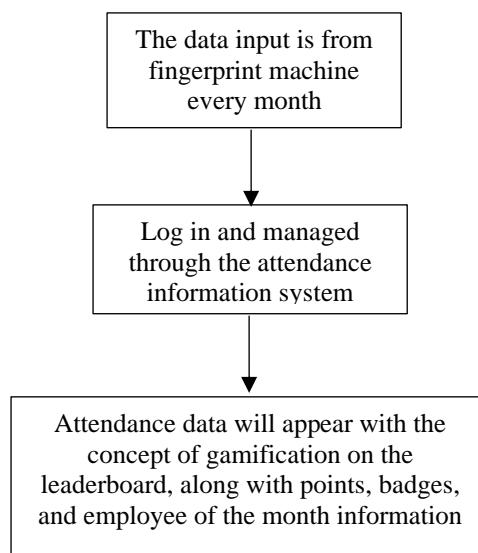 The data input is from
fingerprint machine
every month
Log in and managed
through the attendance
information system
Attendance data will appear with the
concept of gamification on the
leaderboard, along with points, badges,
and employee of the month information